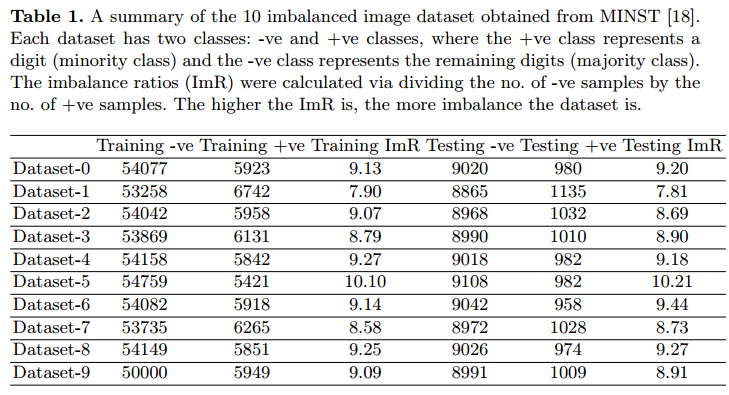 Table 1. A summary of the 10 imbalanced image dataset obtained from MINST [18].
Each dataset has two classes: -ve and +ve classes, where the +ve class represents a
digit (minority class) and the -ve class represents the remaining digits (majority class).
The imbalance ratios (ImR) were calculated via dividing the no. of -ve samples by the
no. of +ve samples. The higher the ImR is, the more imbalance the dataset is.
Training -ve Training +ve Training ImR Testing -ve Testing +ve Testing ImR
Dataset-0 54077 5923 9.13 9020 980 9.20
Dataset-1 53258 6742 7.90 8865 1135 7.81
Dataset-2 54042 5958 9.07 8968 1032 8.69
Dataset-3 53869 6131 8.79 8990 1010 8.90
Dataset-4 54158 5842 9.27 9018 982 9.18
Dataset-5 54759 5421 10.10 9108 982 10.21
Dataset-6 54082 5918 9.14 9042 958 9.44
Dataset-7 53735 6265 8.58 8972 1028 8.73
Dataset-8 54149 5851 9.25 9026 974 9.27
Dataset-9 50000 5949 9.09 8991 1009 8.91